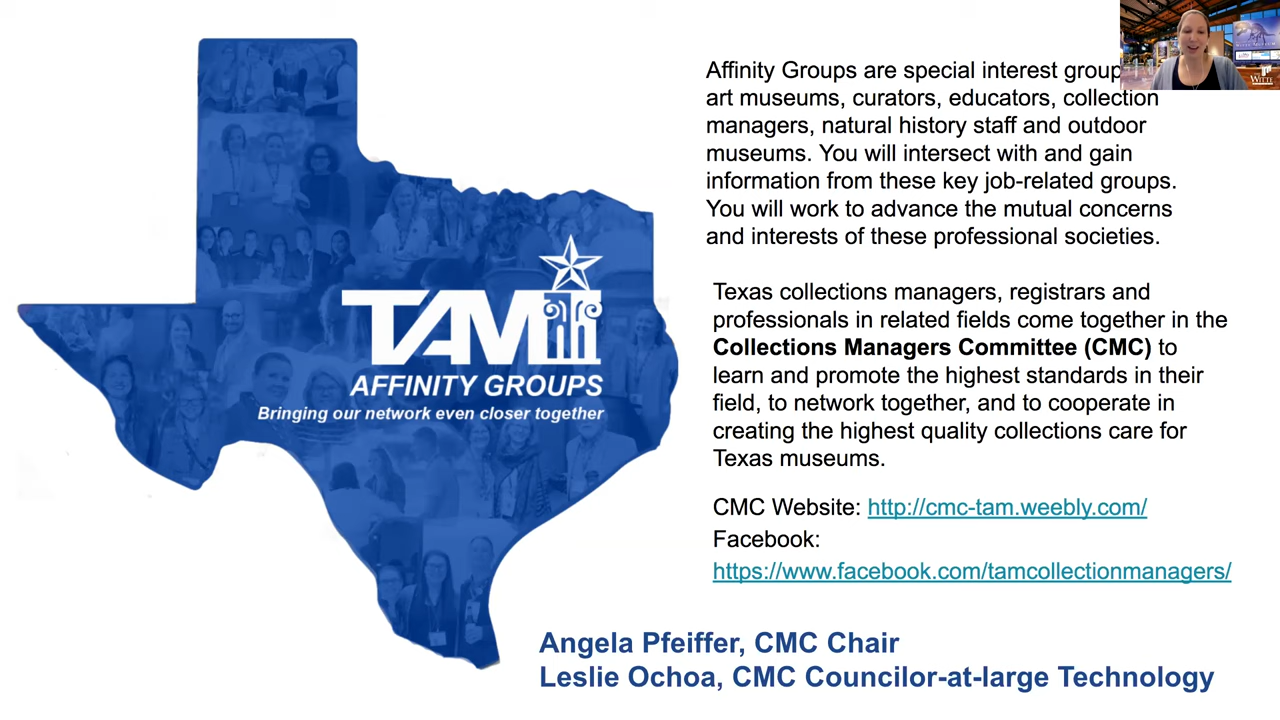 Affinity Groups are special interest group
art museums, curators, educators, collection
managers, natural history staff and outdoor
museums. You will intersect with and gain
information from these key job-related groups.
You will work to advance the mutual concerns
and interests of these professional societies.
TAM
AFFINITY GROUPS
Bringing our network even closer together
Texas collections managers, registrars and
professionals in related fields come together in the
Collections Managers Committee (CMC) to
learn and promote the highest standards in their
field, to network together, and to cooperate in
creating the highest quality collections care for
Texas museums.
CMC Website: http://cmc-tam.weebly.com/
Facebook:
https://www.facebook.com/tamcollectionmanagers/
Angela Pfeiffer, CMC Chair
Leslie Ochoa, CMC Councilor-at-large Technology
WITTE